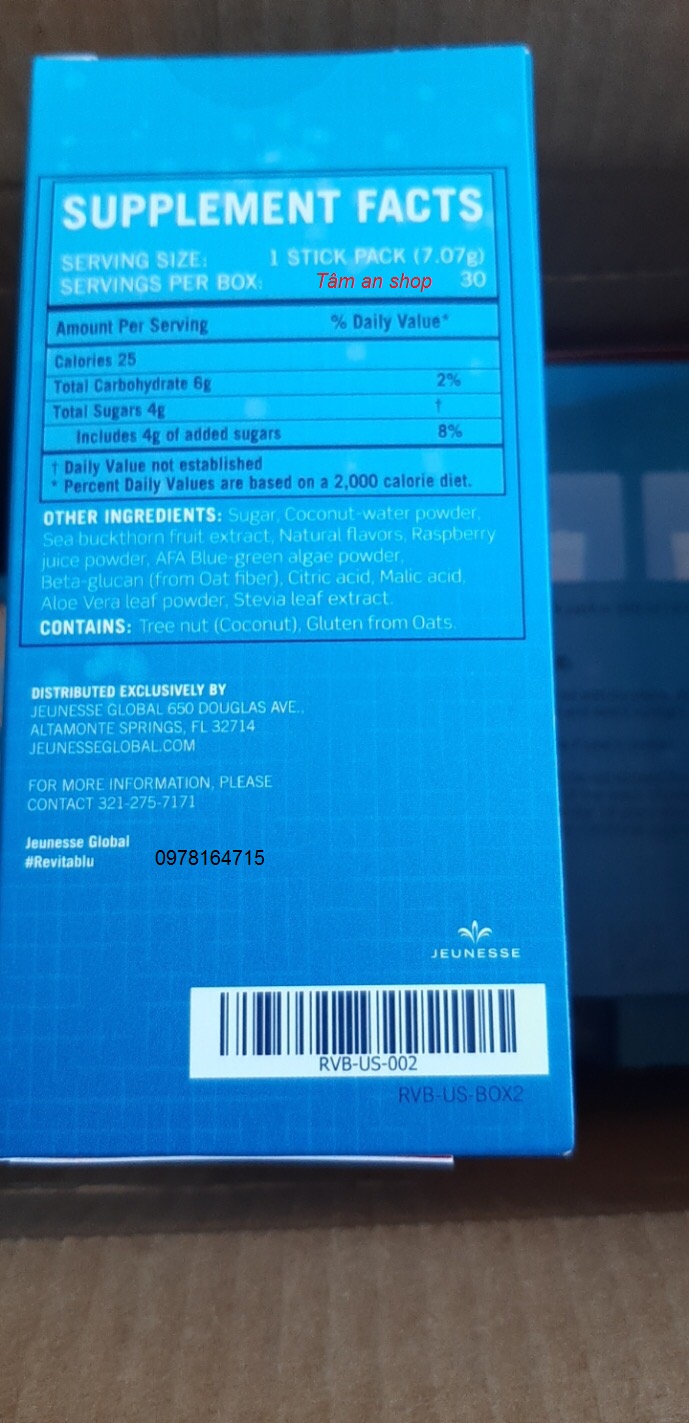 SUPPLEMENT FACTS
SERVING SIZE: 1 STICK PACK (7.07g)
SERVINGS PER BOX: Tâm an shop 30
Amount Per Serving % Daily Value*
Calories 25
Total Carbohydrate 6g 2%
Total Sugars 4g †
Includes 4g of added sugars 8%
† Daily Value not established
* Percent Daily Values are based on a 2,000 calorie diet.
OTHER INGREDIENTS: Sugar, Coconut-water powder,
Sea buckthorn fruit extract, Natural flavors, Raspberry
juice powder, AFA Blue-green algae powder,
Beta-glucan (from Oat fiber), Citric acid, Malic acid,
Aloe Vera leaf powder, Stevia leaf extract.
CONTAINS: Tree nut (Coconut), Gluten from Oats.
DISTRIBUTED EXCLUSIVELY BY
JEUNESSE GLOBAL 650 DOUGLAS AVE.,
ALTAMONTE SPRINGS, FL 32714
JEUNESSEGLOBAL.COM
FOR MORE INFORMATION, PLEASE
CONTACT 321-275-7171
Jeunesse Global
#Revitablu
0978164715
JEUNESSE
RVB-US-002
RVB-US-BOX2